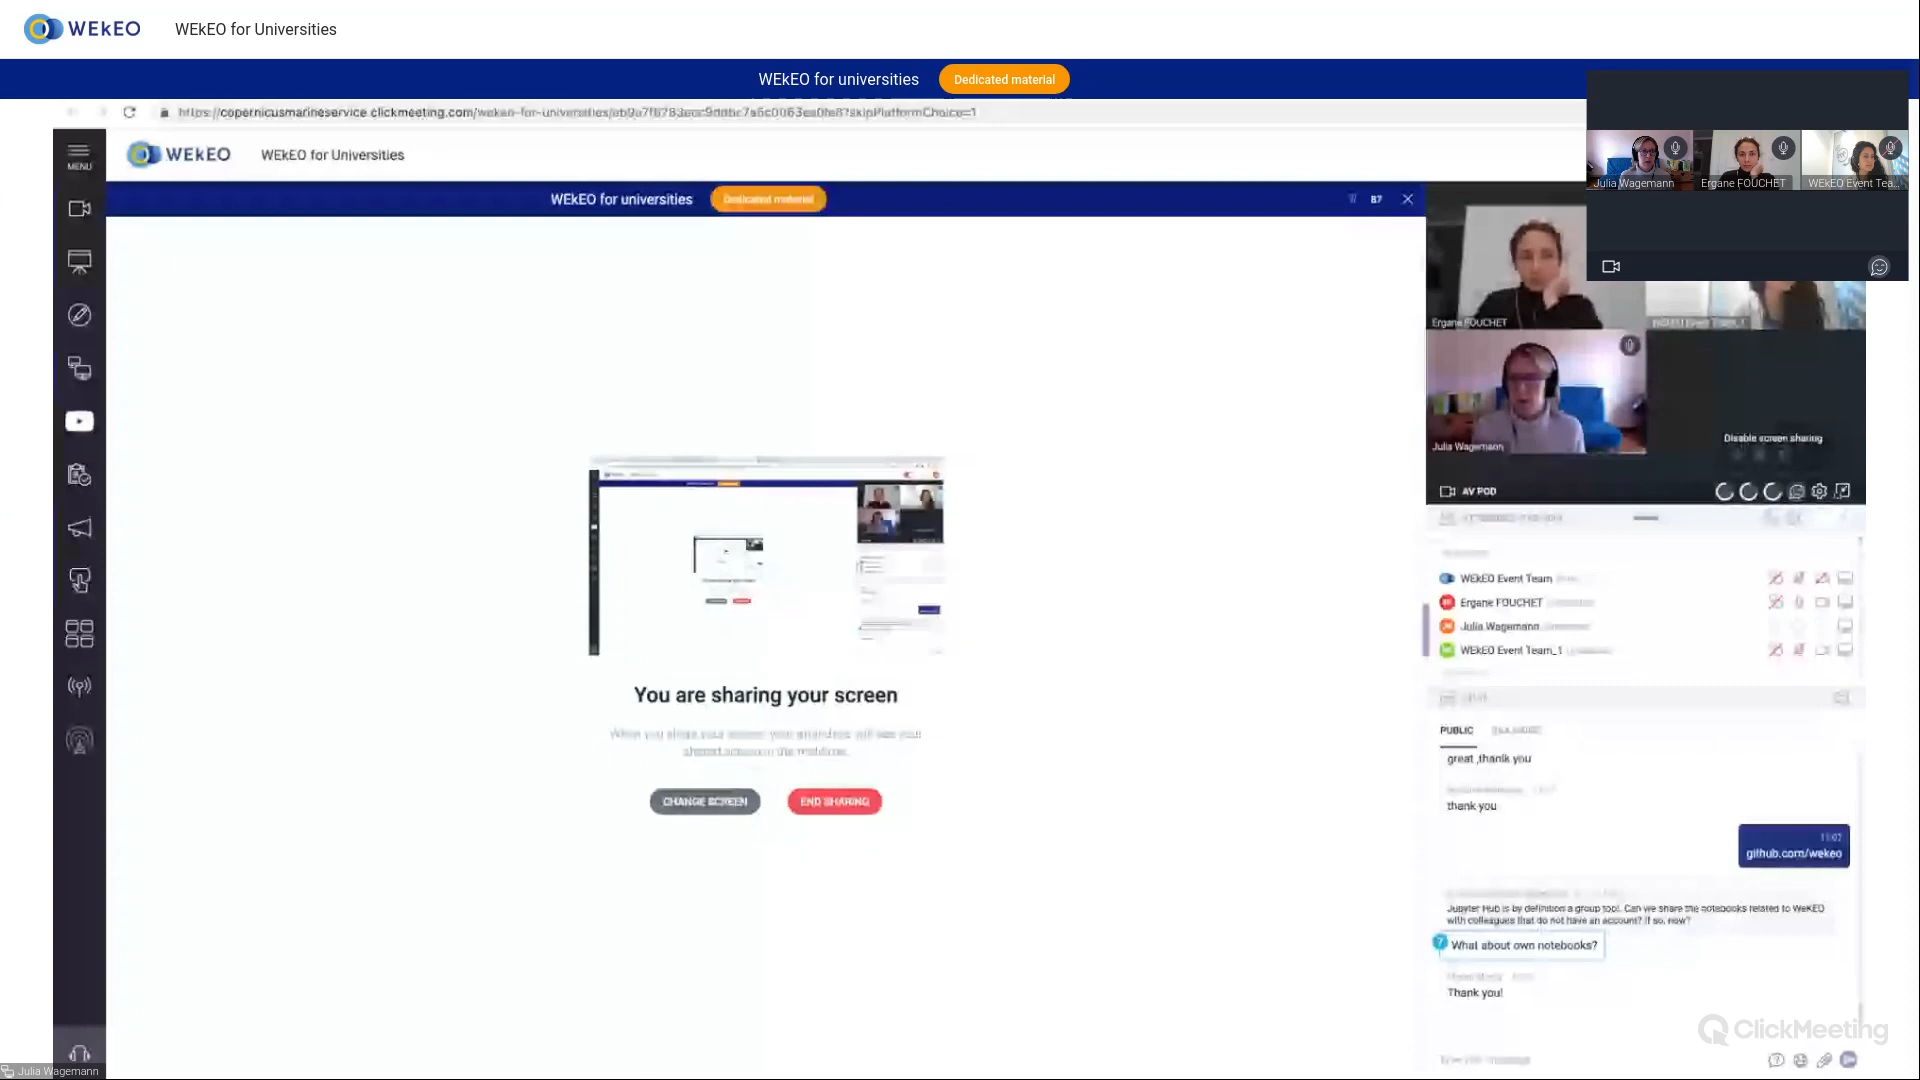 WEkEO
WEkEO for Universities
WEkEO for universities
Dedicated material
MENU
WEkEO
WEkEO for Universities
WEkEO for universities
Dedicated material
87
Julia Wagemann
Ergane FOUCHET
WEkEO Event Tea...
Ergane FOUCHET
Julia Wagemann
Disable screen sharing
AV POD
WEkEO Event Team
Ergane FOUCHET
Julia Wagemann
WEkEO Event Team_1
You are sharing your screen
CHANGE SCREEN
END SHARING
PUBLIC
great ,thank you
thank you
11:07
github.com/wekeo
Jupyter Hub is by definition a group tool. Can we share the notebooks related to WeKEO
with colleagues that do not have an account? If so, how?
What about own notebooks?
Thank you!
ClickMeeting
Julia Wagemann